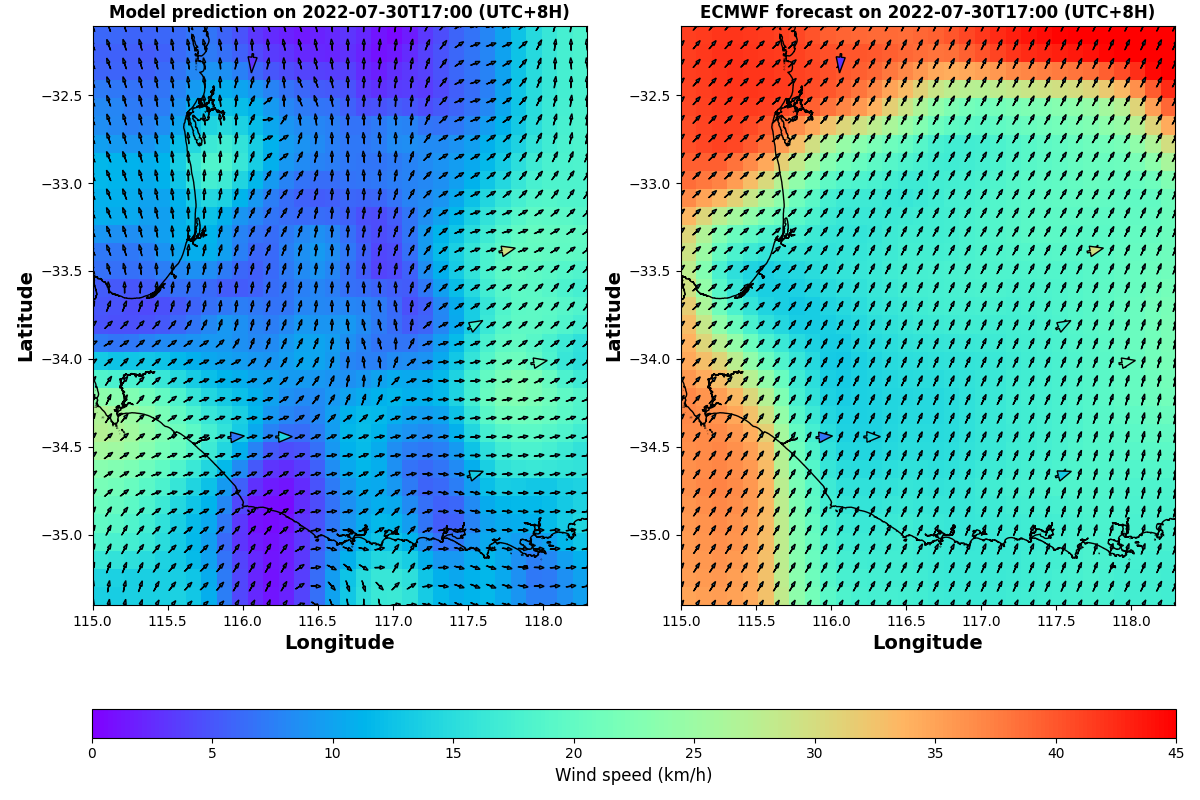 Model prediction on 2022-07-30T17:00 (UTC+8H)
ECMWF forecast on 2022-07-30T17:00 (UTC+8H)
Latitude
−32.5
−33.0
−33.5
−34.0
−34.5
−35.0
115.0 115.5 116.0 116.5 117.0 117.5 118.0
Longitude
Latitude
−32.5
−33.0
−33.5
−34.0
−34.5
−35.0
115.0 115.5 116.0 116.5 117.0 117.5 118.0
Longitude
0 5 10 15 20 25 30 35 40 45
Wind speed (km/h)